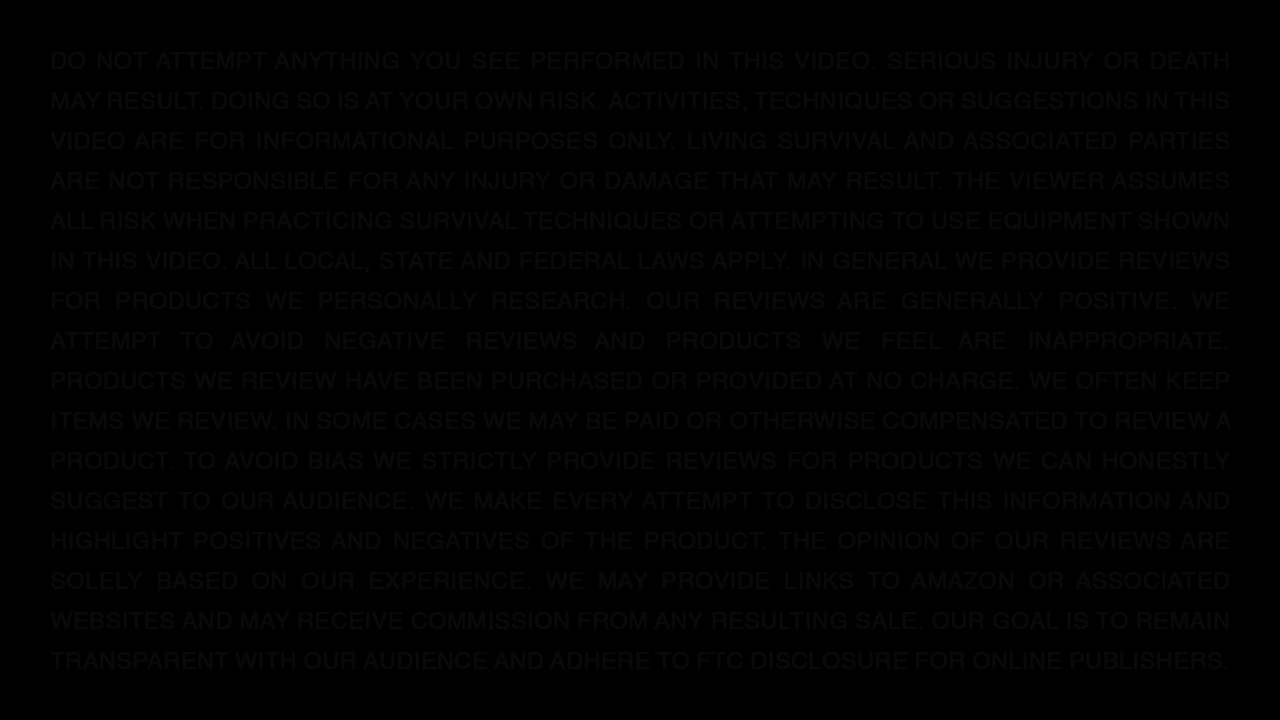 DO NOT ATTEMPT ANYTHING YOU SEE PERFORMED IN THIS VIDEO. SERIOUS INJURY OR DEATH
MAY RESULT. DOING SO IS AT YOUR OWN RISK. ACTIVITIES, TECHNIQUES OR SUGGESTIONS IN THIS
VIDEO ARE FOR INFORMATIONAL PURPOSES ONLY. LIVING SURVIVAL AND ASSOCIATED PARTIES
ARE NOT RESPONSIBLE FOR ANY INJURY OR DAMAGE THAT MAY RESULT. THE VIEWER ASSUMES
ALL RISK WHEN PRACTICING SURVIVAL TECHNIQUES OR ATTEMPTING TO USE EQUIPMENT SHOWN
IN THIS VIDEO. ALL LOCAL, STATE AND FEDERAL LAWS APPLY. IN GENERAL WE PROVIDE REVIEWS
FOR PRODUCTS WE PERSONALLY RESEARCH. OUR REVIEWS ARE GENERALLY POSITIVE. WE
ATTEMPT TO AVOID NEGATIVE REVIEWS AND PRODUCTS WE FEEL ARE INAPPROPRIATE.
PRODUCTS WE REVIEW HAVE BEEN PURCHASED OR PROVIDED AT NO CHARGE. WE OFTEN KEEP
ITEMS WE REVIEW. IN SOME CASES WE MAY BE PAID OR OTHERWISE COMPENSATED TO REVIEW A
PRODUCT. TO AVOID BIAS WE STRICTLY PROVIDE REVIEWS FOR PRODUCTS WE CAN HONESTLY
SUGGEST TO OUR AUDIENCE. WE MAKE EVERY ATTEMPT TO DISCLOSE THIS INFORMATION AND
HIGHLIGHT POSITIVES AND NEGATIVES OF THE PRODUCT. THE OPINION OF OUR REVIEWS ARE
SOLELY BASED ON OUR EXPERIENCE. WE MAY PROVIDE LINKS TO AMAZON OR ASSOCIATED
WEBSITES AND MAY RECEIVE COMMISSION FROM ANY RESULTING SALE. OUR GOAL IS TO REMAIN
TRANSPARENT WITH OUR AUDIENCE AND ADHERE TO FTC DISCLOSURE FOR ONLINE PUBLISHERS.